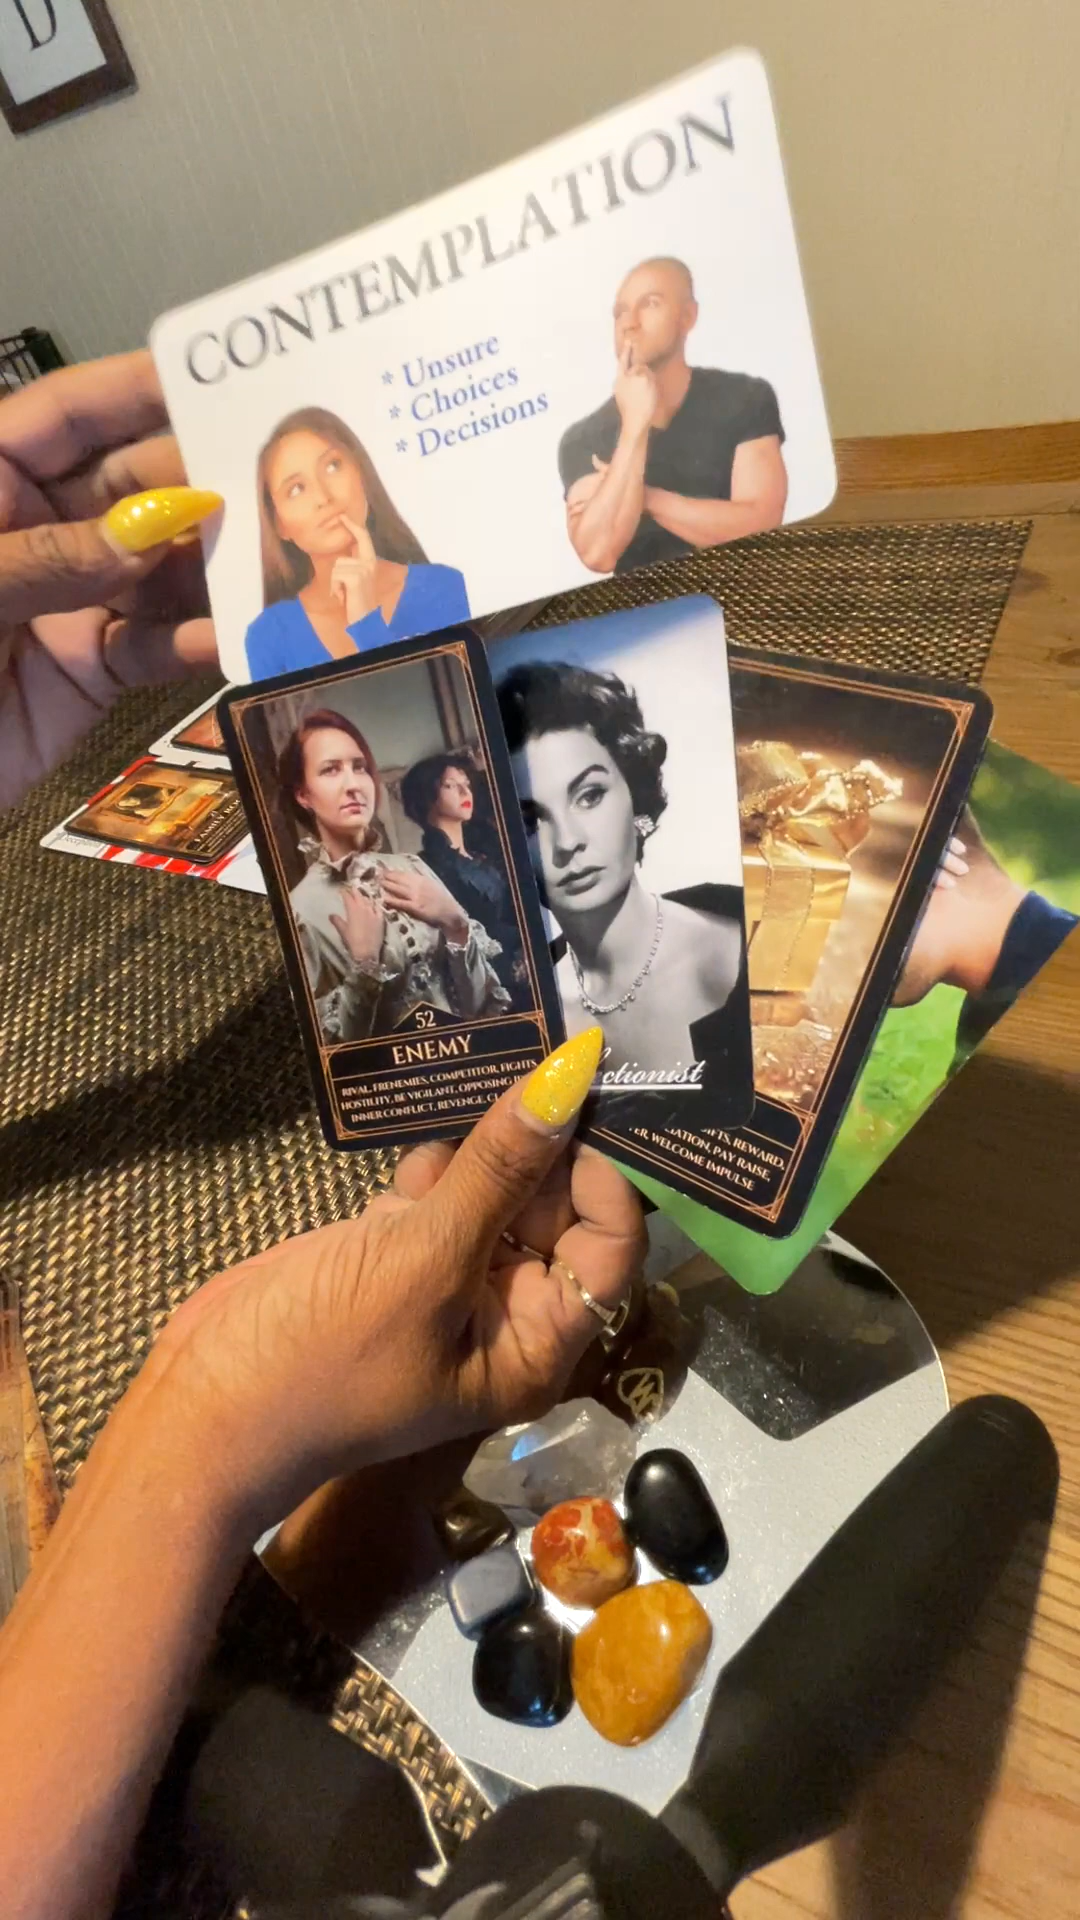 D
CONTEMPLATION
* Unsure
* Choices
* Decisions
52
ENEMY
RIVAL, FRENEMIES, COMPETITOR, FIGHTS,
HOSTILITY, BE VIGILANT, OPPOSING
INNER CONFLICT, REVENGE,
ctionist
REWARD,
PAY RAISE,
WELCOME IMPULSE
FAMILY